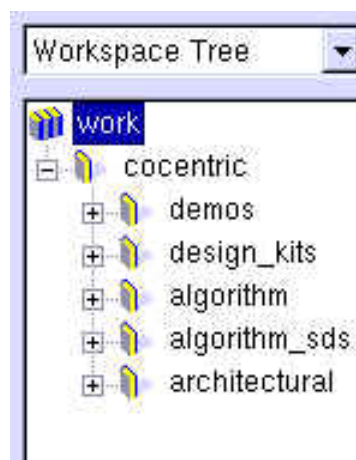 Workspace Tree
work
cocentric
demos
design_kits
algorithm
algorithm_sds
architectural